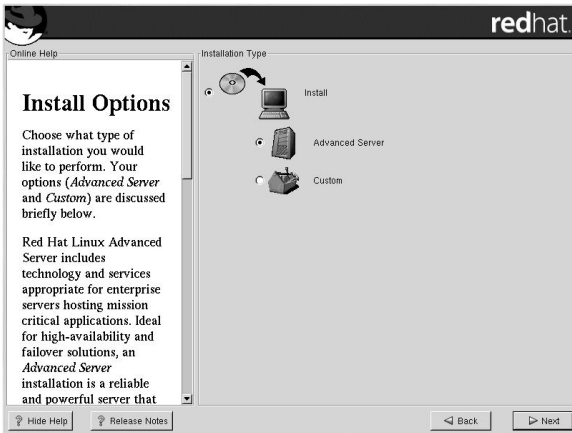 redhat.
Online Help
Install Options
Choose what type of
installation you would
like to perform. Your
options (Advanced Server
and Custom) are discussed
briefly below.
Red Hat Linux Advanced
Server includes
technology and services
appropriate for enterprise
servers hosting mission
critical applications. Ideal
for high-availability and
failover solutions, an
Advanced Server
installation is a reliable
and powerful server that
Installation Type
Install
Advanced Server
Custom
Hide Help
Release Notes
Back
Next